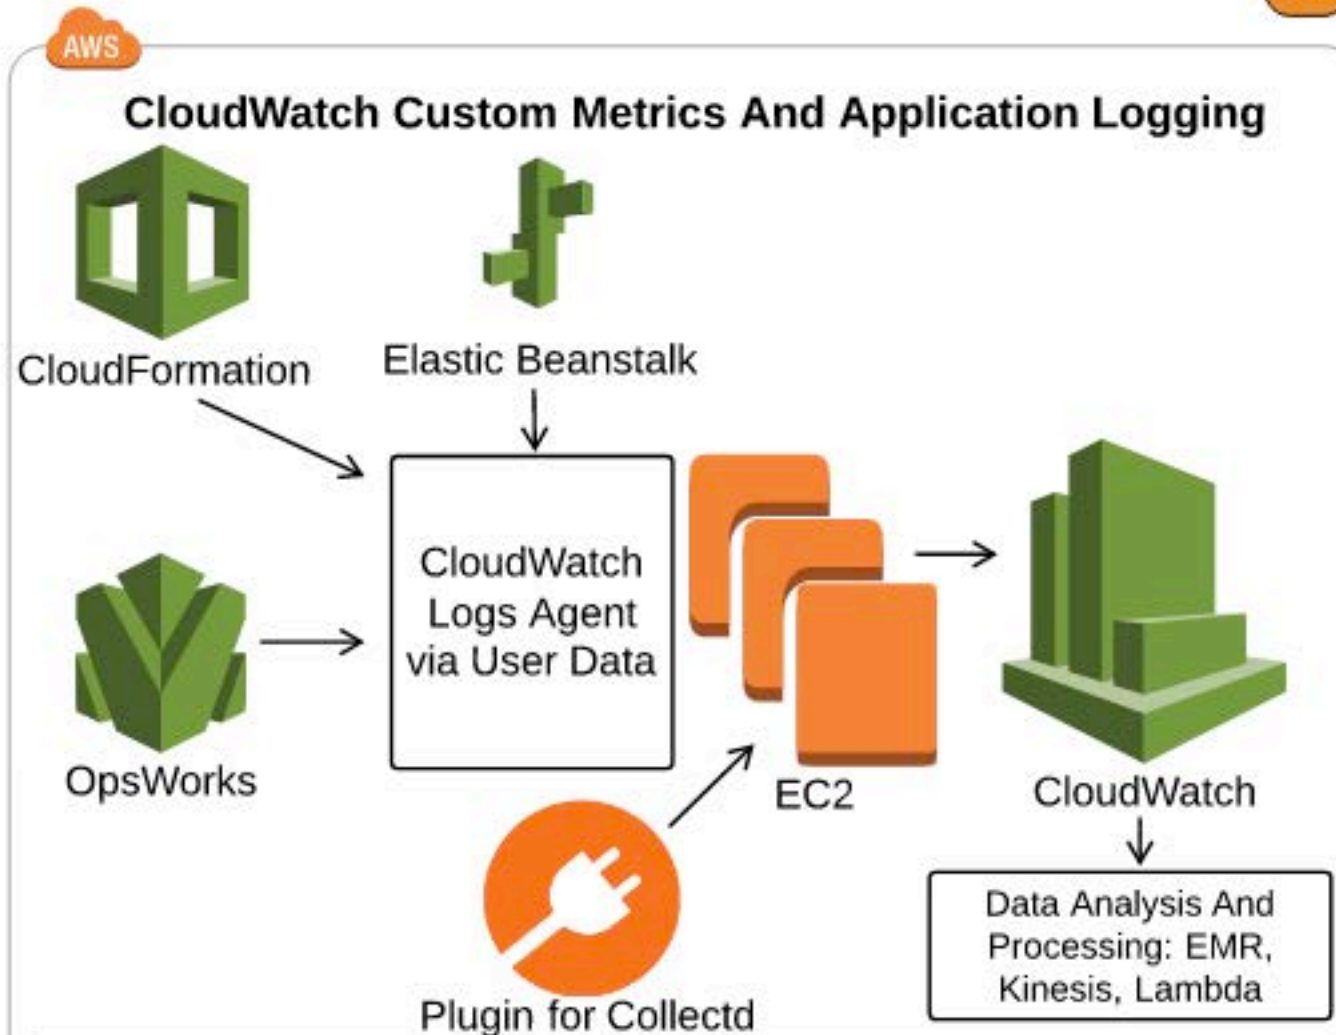 AWS
CloudWatch Custom Metrics And Application Logging
CloudFormation
Elastic Beanstalk
CloudWatch
Logs Agent
via User Data
OpsWorks
EC2
CloudWatch
Plugin for Collectd
Data Analysis And
Processing: EMR,
Kinesis, Lambda